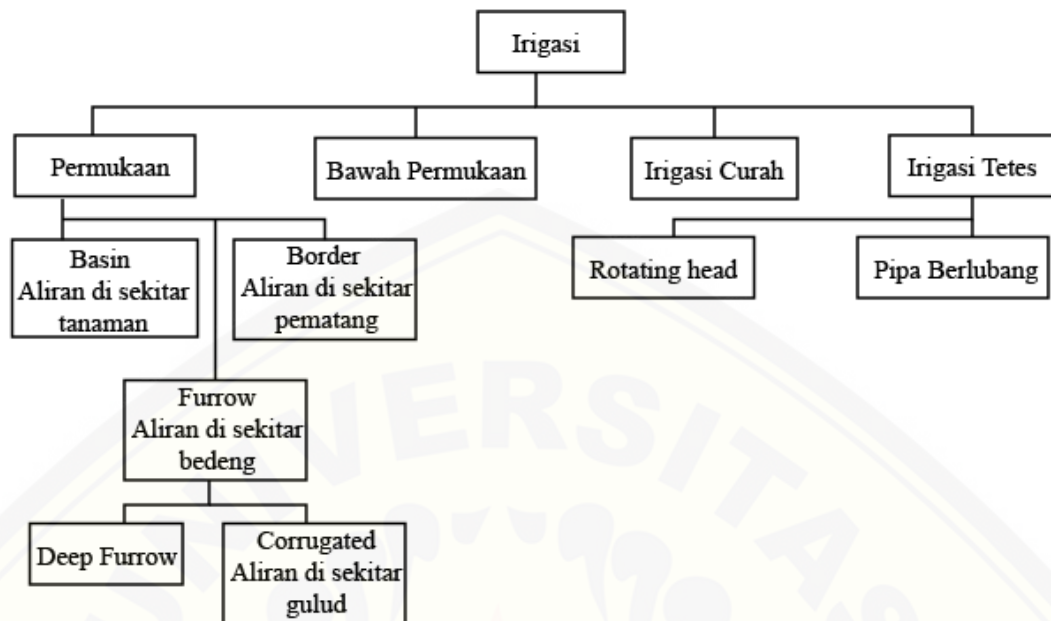 Irigasi
Permukaan
Bawah Permukaan
Irigasi Curah
Irigasi Tetes
Basin
Aliran di sekitar
tanaman
Border
Aliran di sekitar
pematang
Rotating head
Pipa Berlubang
Furrow
Aliran di sekitar
bedeng
Deep Furrow
Corrugated
Aliran di sekitar
gulud
UNIVERSITAS